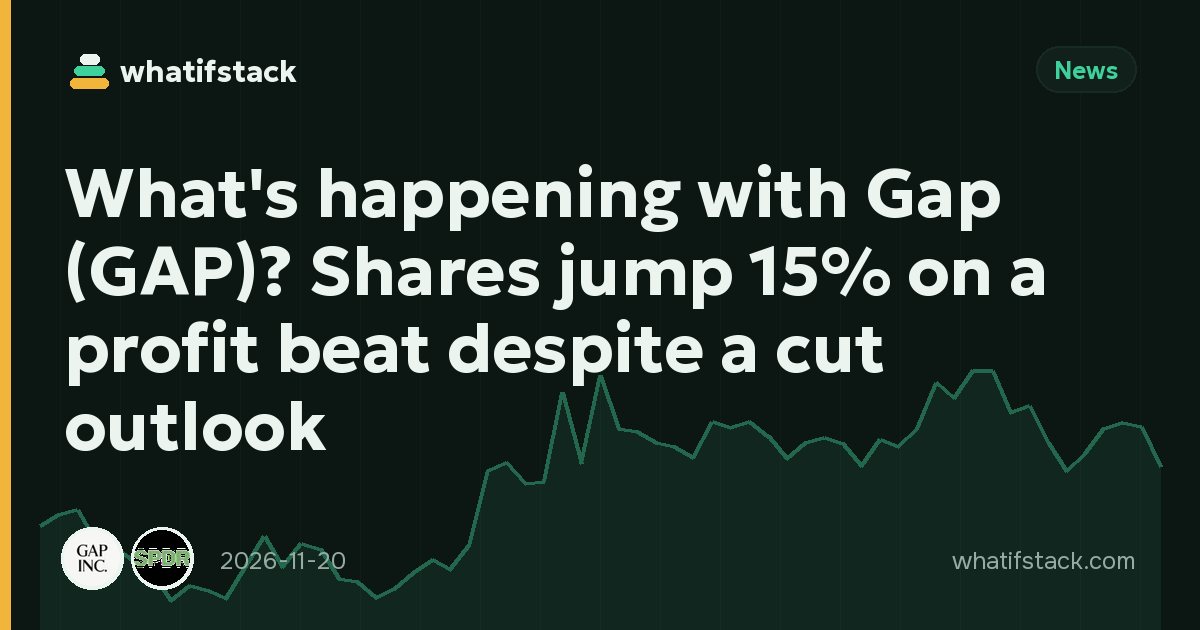 whatifstack
News
What's happening with Gap
(GAP)? Shares jump 15% on a
profit beat despite a cut
outlook
GAP
INC.
SPDR
2026-11-20
whatifstack.com